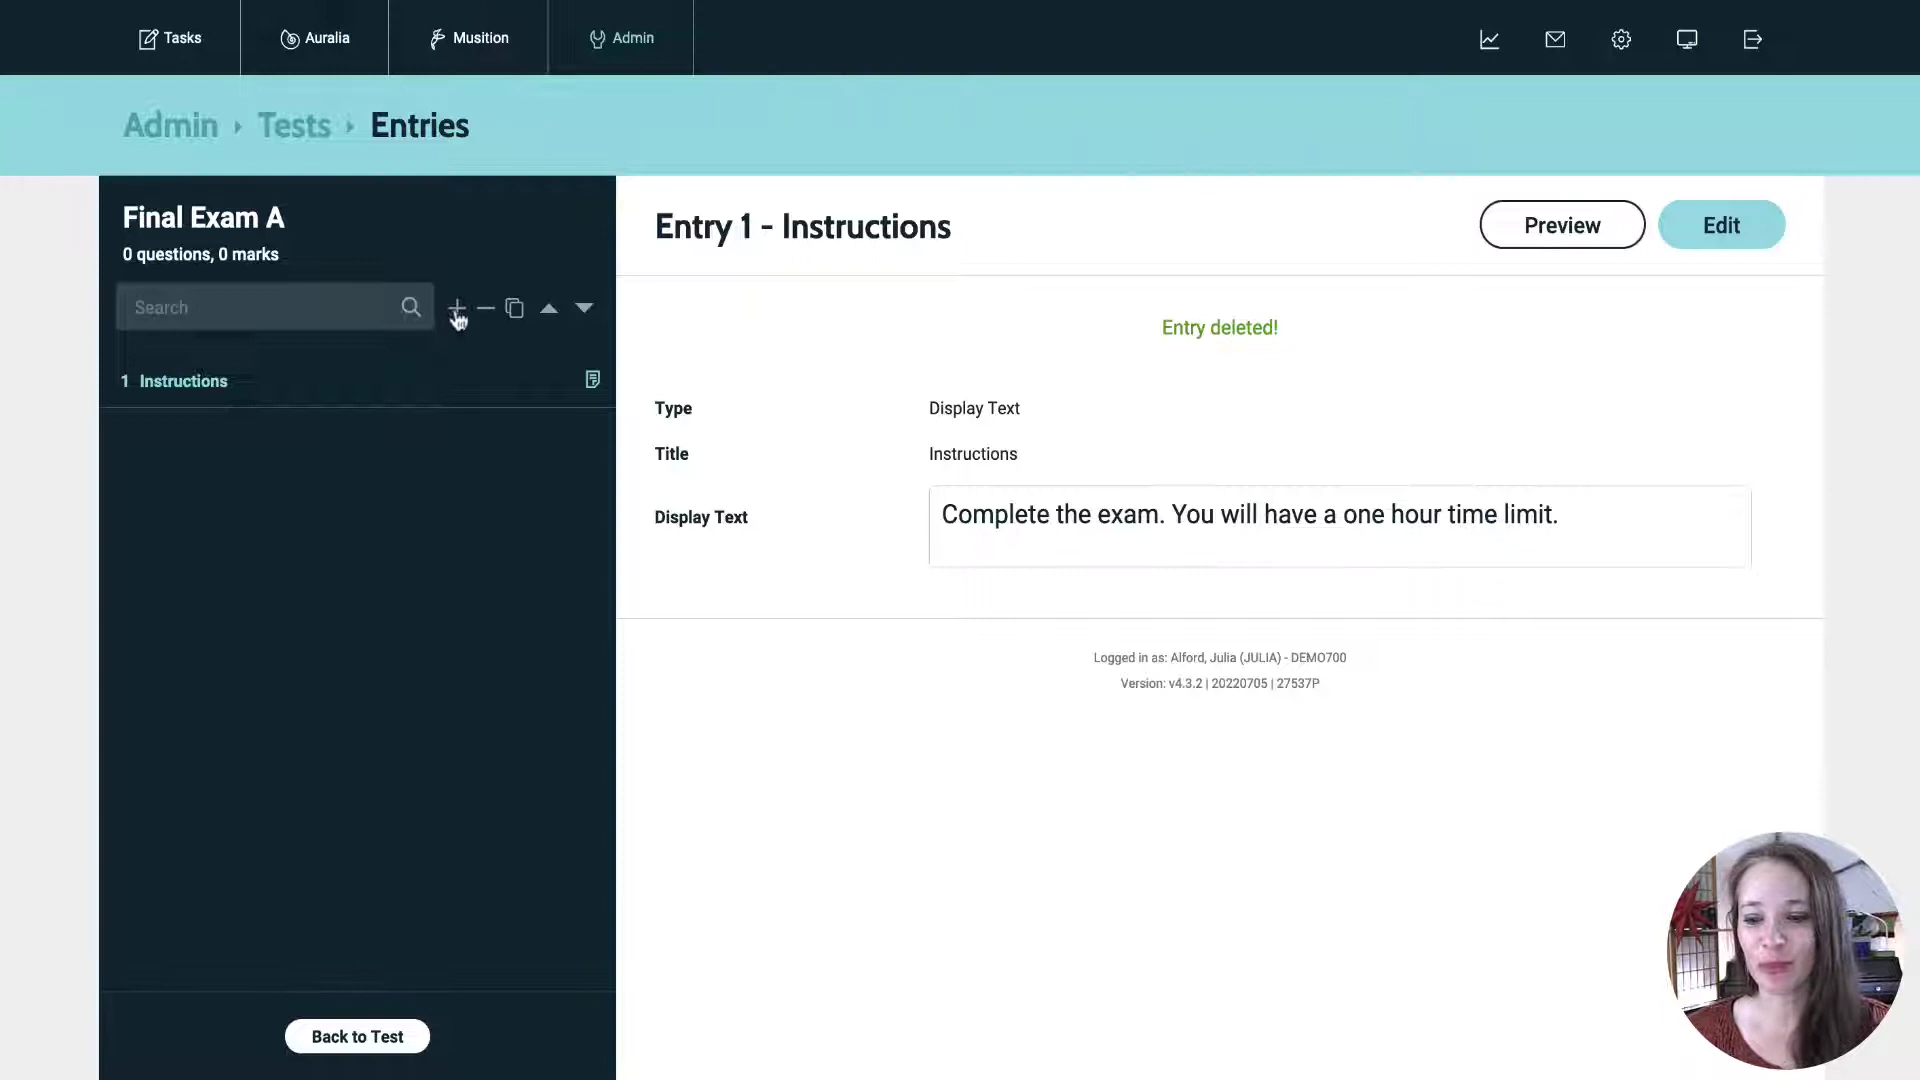 Tasks
Auralia
Musition
Admin
Admin
Tests
Entries
Final Exam A
0 questions, 0 marks
Search
1 Instructions
Back to Test
Entry 1 - Instructions
Preview
Edit
Entry deleted!
Type
Display Text
Title
Instructions
Display Text
Complete the exam. You will have a one hour time limit.
Logged in as: Alford, Julia (JULIA) - DEMO700
Version: v4.3.2 | 20220705 | 27537P